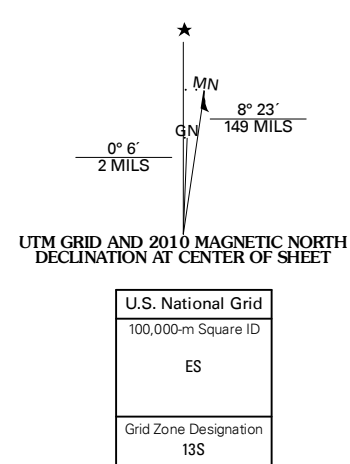 ★
MN
GN
8° 23´
149 MILS
0° 6´
2 MILS
UTM GRID AND 2010 MAGNETIC NORTH
DECLINATION AT CENTER OF SHEET
U.S. National Grid
100,000-m Square ID
ES
Grid Zone Designation
13S